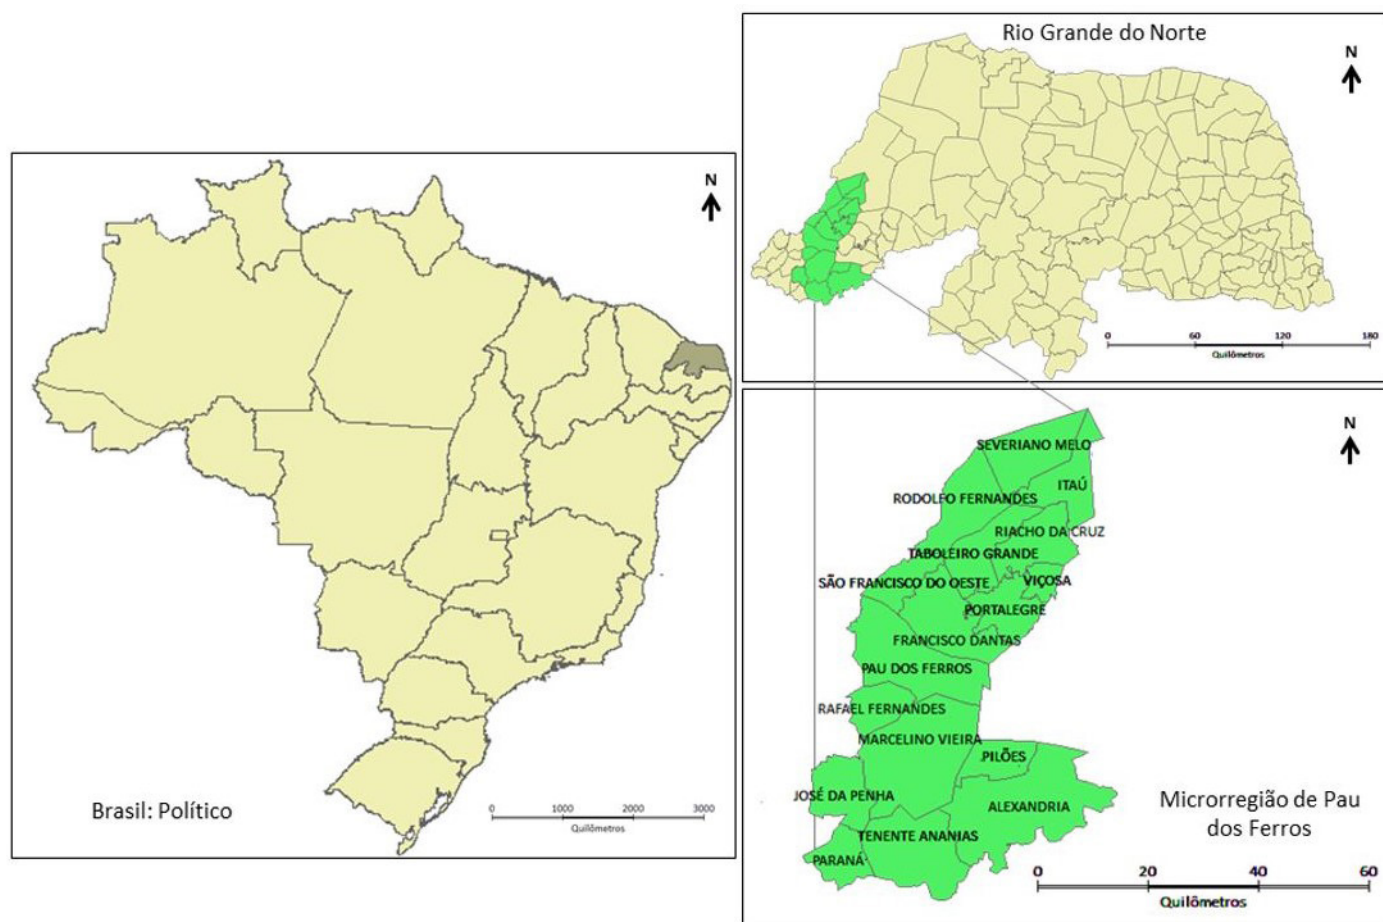 Rio Grande do Norte
N
0 60 120 180
Quilômetros
N
Brasil: Político
0 1000 2000 3000
Quilômetros
N
SEVERIANO MELO
ITAÚ
RODOLFO FERNANDES
RIACHO DA CRUZ
TABOLEIRO GRANDE
SÃO FRANCISCO DO OESTE
VIÇOSA
PORTALEGRE
FRANCISCO DANTAS
PAU DOS FERROS
RAFAEL FERNANDES
MARCELINO VIEIRA
PILÕES
JOSÉ DA PENHA
ALEXANDRIA
TENENTE ANANIAS
PARANÁ
Microrregião de Pau
dos Ferros
0 20 40 60
Quilômetros